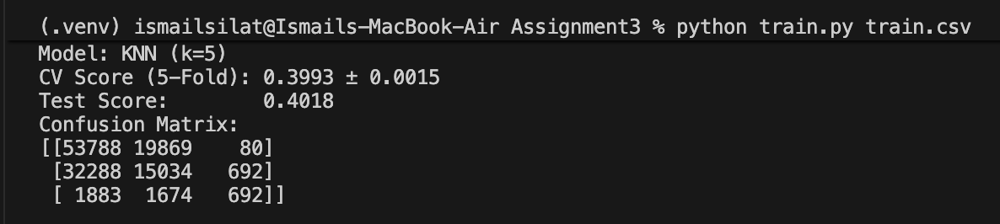 (.venv) ismailsilat@Ismails-MacBook-Air Assignment3 % python train.py train.csv
Model: KNN (k=5)
CV Score (5-Fold): 0.3993 ± 0.0015
Test Score:        0.4018
Confusion Matrix:
[[53788 19869    80]
 [32288 15034   692]
 [ 1883  1674   692]]